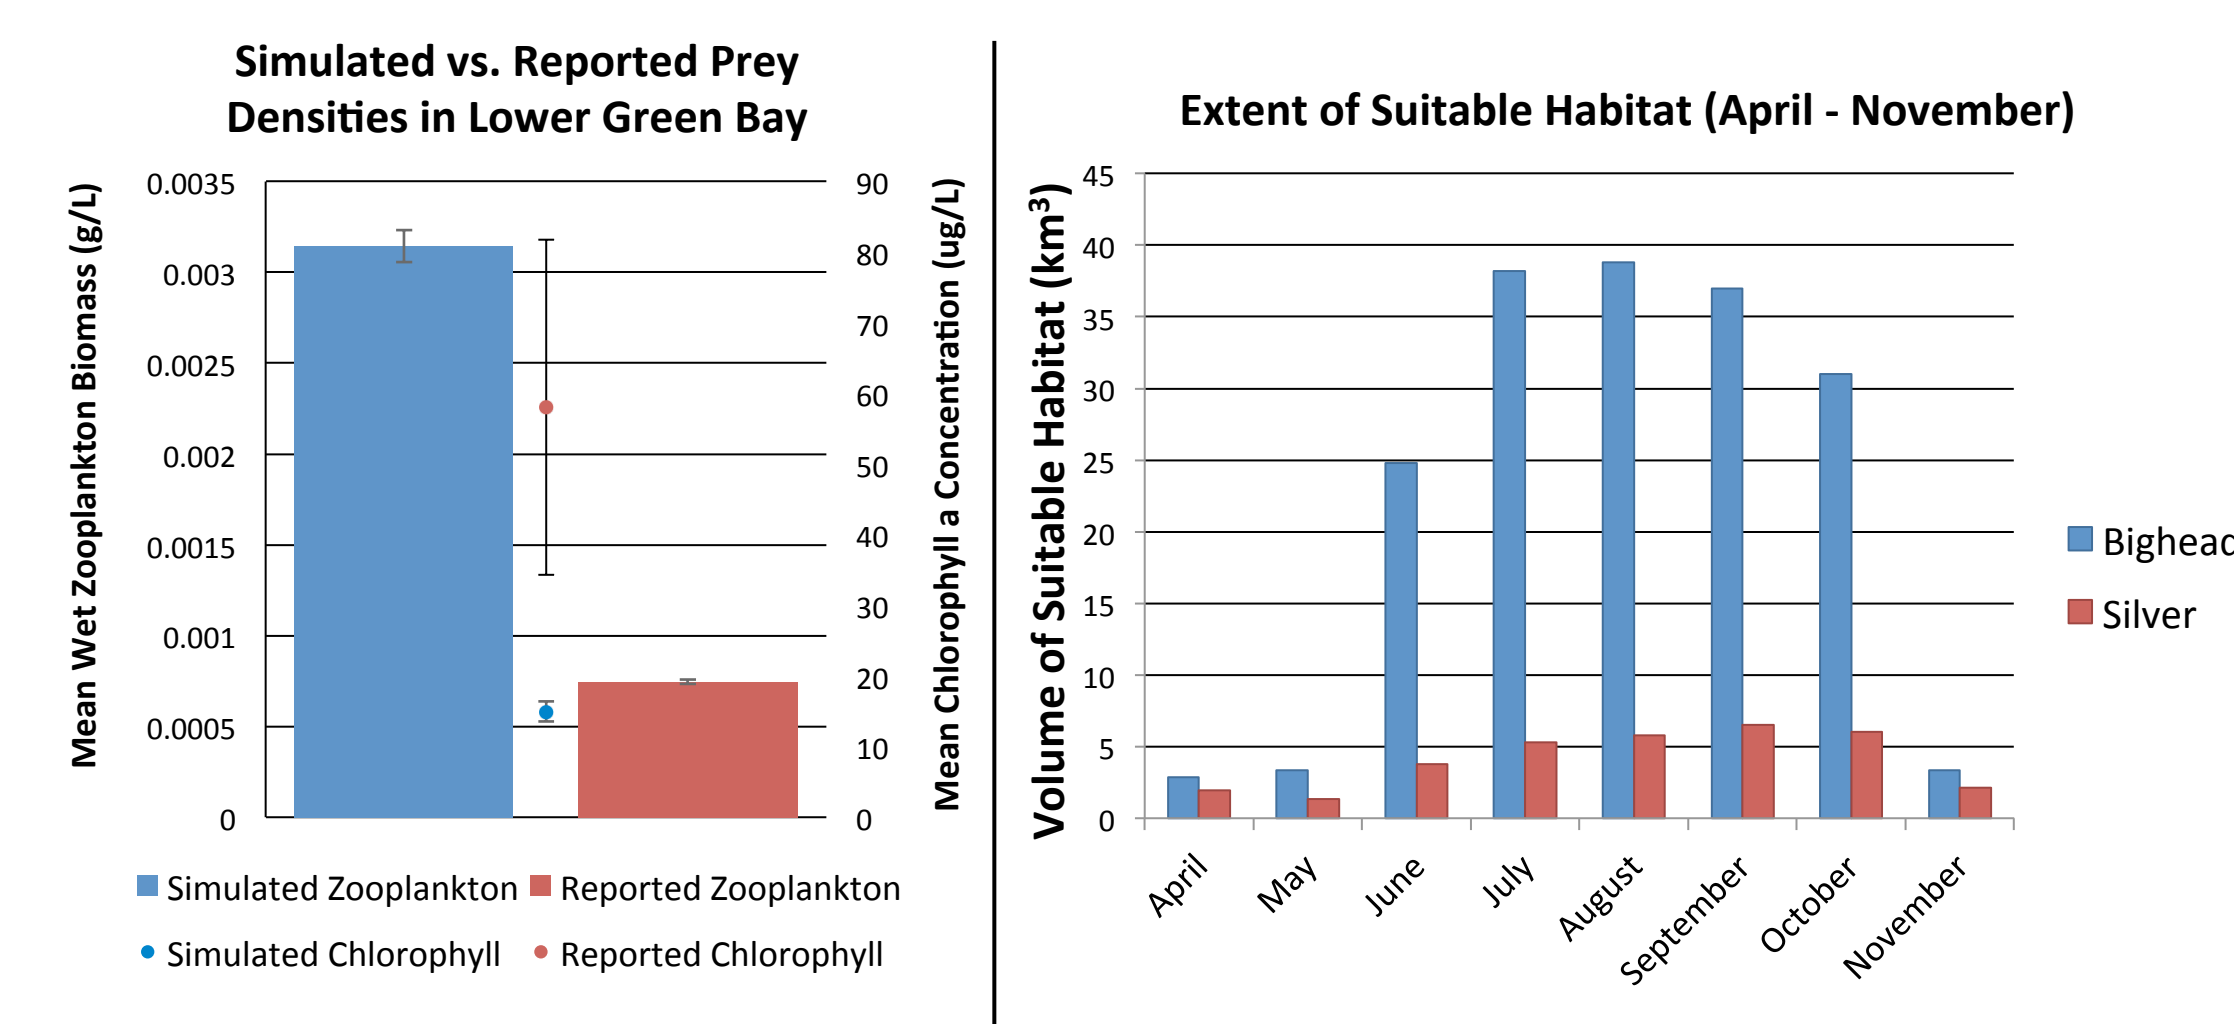 Simulated vs. Reported Prey
Densities in Lower Green Bay
Mean Wet Zooplankton Biomass (g/L)
0.0035
0.003
0.0025
0.002
0.0015
0.001
0.0005
0
90
80
70
60
50
40
30
20
10
0
Mean Chlorophyll a Concentration (ug/L)
Simulated Zooplankton
Reported Zooplankton
Simulated Chlorophyll
Reported Chlorophyll
Extent of Suitable Habitat (April - November)
Volume of Suitable Habitat (km³)
45
40
35
30
25
20
15
10
5
0
April
May
June
July
August
September
October
November
Bighead
Silver